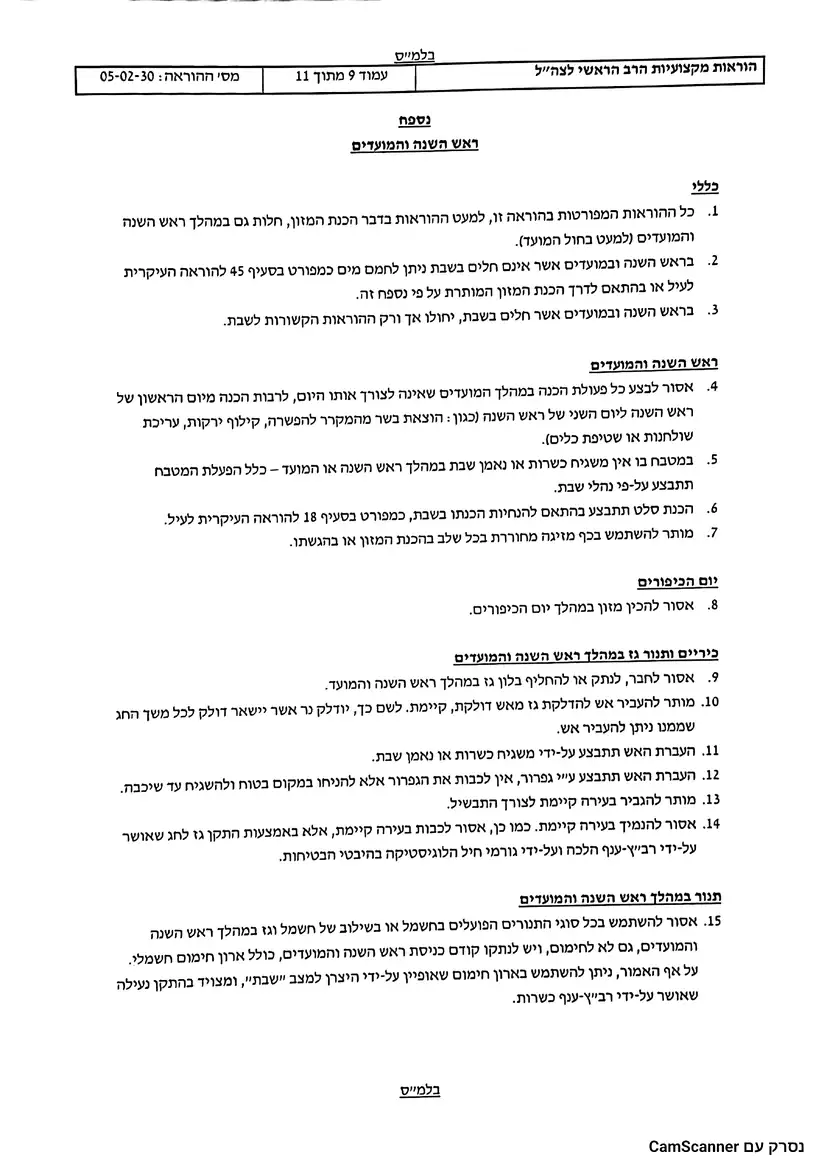 בלמ״ס
הוראות מקצועיות הרב הראשי לצה״ל עמוד 9 מתוך 11 מס׳ ההוראה: 05-02-30
נספח
ראש השנה והמועדים
כללי
1. כל ההוראות המפורטות בהוראה זו, למעט ההוראות בדבר הכנת המזון, חלות גם במהלך ראש השנה
והמועדים (למעט בחול המועד).
2. בראש השנה ובמועדים אשר אינם חלים בשבת ניתן לחמם מים כמפורט בסעיף 45 להוראה העיקרית
לעיל או בהתאם לדרך הכנת המזון המותרת על פי נספח זה.
3. בראש השנה ובמועדים אשר חלים בשבת, יחולו אך ורק ההוראות הקשורות לשבת.
ראש השנה והמועדים
4. אסור לבצע כל פעולת הכנה במהלך המועדים שאינה לצורך אותו היום, לרבות הכנה מיום הראשון של
ראש השנה ליום השני של ראש השנה (כגון: הוצאת בשר מהמקרר להפשרה, קילוף ירקות, עריכת
שולחנות או שטיפת כלים).
5. במטבח בו אין משגיח כשרות או נאמן שבת במהלך ראש השנה או המועד – כלל הפעלת המטבח
תתבצע על-פי נהלי שבת.
6. הכנת סלט תתבצע בהתאם להנחיות הכנתו בשבת, כמפורט בסעיף 18 להוראה העיקרית לעיל.
7. מותר להשתמש בכף מזיגה מחוררת בכל שלב בהכנת המזון או בהגשתו.
יום הכיפורים
8. אסור להכין מזון במהלך יום הכיפורים.
כיריים ותנור גז במהלך ראש השנה והמועדים
9. אסור לחבר, לנתק או להחליף בלון גז במהלך ראש השנה והמועד.
10. מותר להעביר אש להדלקת גז מאש דולקת, קיימת. לשם כך, יודלק נר אשר יישאר דולק לכל משך החג
שממנו ניתן להעביר אש.
11. העברת האש תתבצע על-ידי משגיח כשרות או נאמן שבת.
12. העברת האש תתבצע ע״י גפרור, אין לכבות את הגפרור אלא להניחו במקום בטוח ולהשגיח עד שיכבה.
13. מותר להגביר בעירה קיימת לצורך התבשיל.
14. אסור להנמיך בעירה קיימת. כמו כן, אסור לכבות בעירה קיימת, אלא באמצעות התקן גז לחג שאושר
על-ידי רב״ץ-ענף הלכה ועל-ידי גורמי חיל הלוגיסטיקה בהיבטי הבטיחות.
תנור במהלך ראש השנה והמועדים
15. אסור להשתמש בכל סוגי התנורים הפועלים בחשמל או בשילוב של חשמל וגז במהלך ראש השנה
והמועדים, גם לא לחימום, ויש לנתקו קודם כניסת ראש השנה והמועדים, כולל ארון חימום חשמלי.
על אף האמור, ניתן להשתמש בארון חימום שאופיין על-ידי היצרן למצב ״שבת״, ומצויד בהתקן נעילה
שאושר על-ידי רב״ץ-ענף כשרות.
בלמ״ס
נסרק עם CamScanner